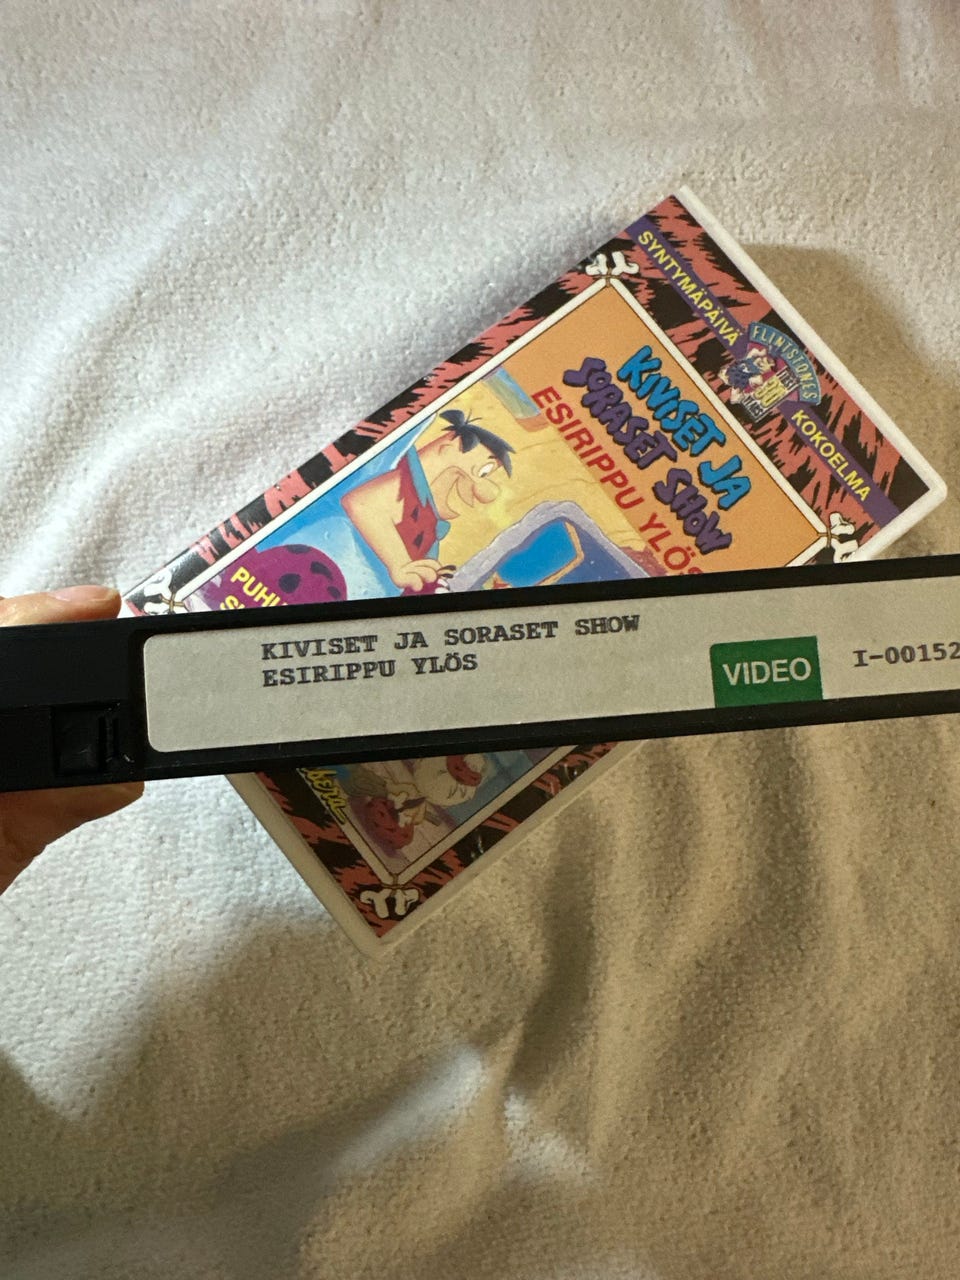 SYNTYMÄPÄIVÄ
FLINTSTONES
KOKOELMA
KIVISET JA
SORASET SHOW
ESIRIPPU YLÖS
KIVISET JA SORASET SHOW
ESIRIPPU YLÖS
VIDEO
I-00152